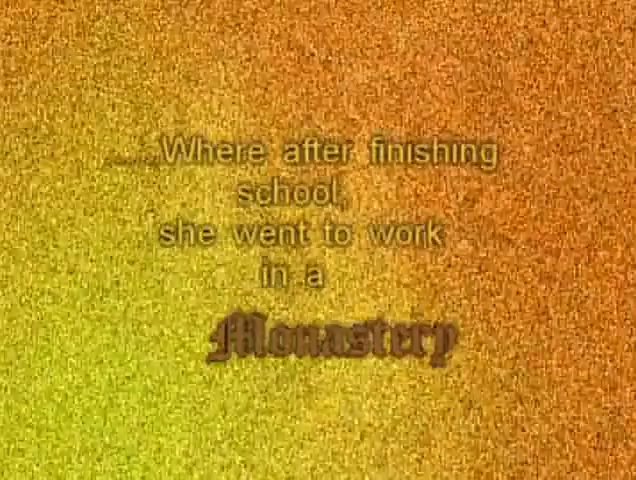 ......Where after finishing
school,
she went to work
in a
Monastery